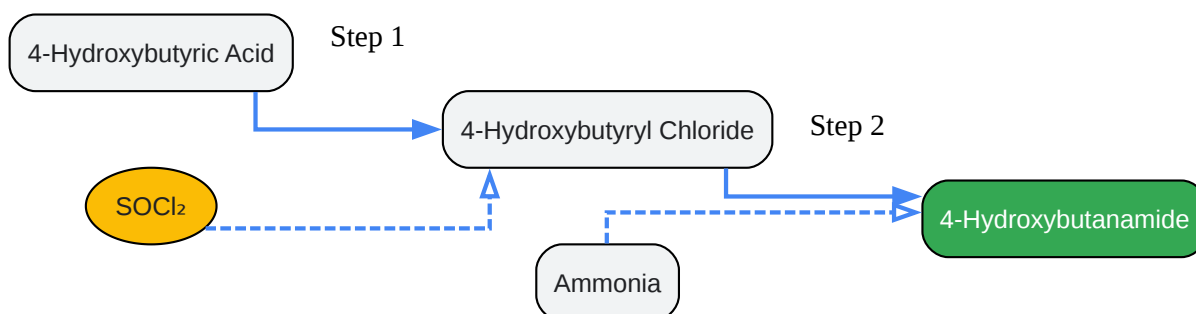 4-Hydroxybutyric Acid
Step 1
4-Hydroxybutyryl Chloride
Step 2
SOCl₂
4-Hydroxybutanamide
Ammonia